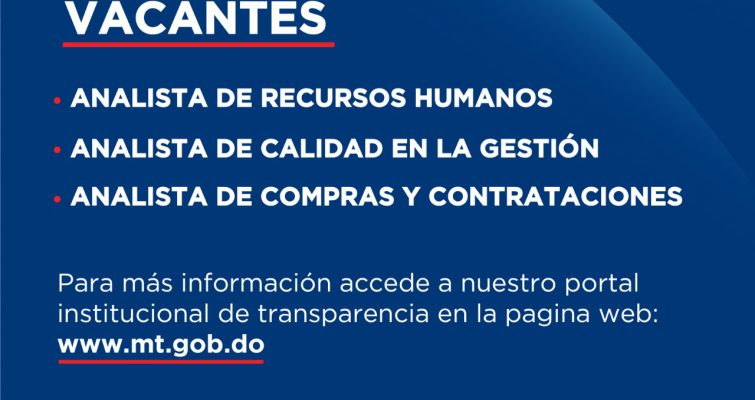 VACANTES
• ANALISTA DE RECURSOS HUMANOS
• ANALISTA DE CALIDAD EN LA GESTIÓN
• ANALISTA DE COMPRAS Y CONTRATACIONES
Para más información accede a nuestro portal
institucional de transparencia en la pagina web:
www.mt.gob.do